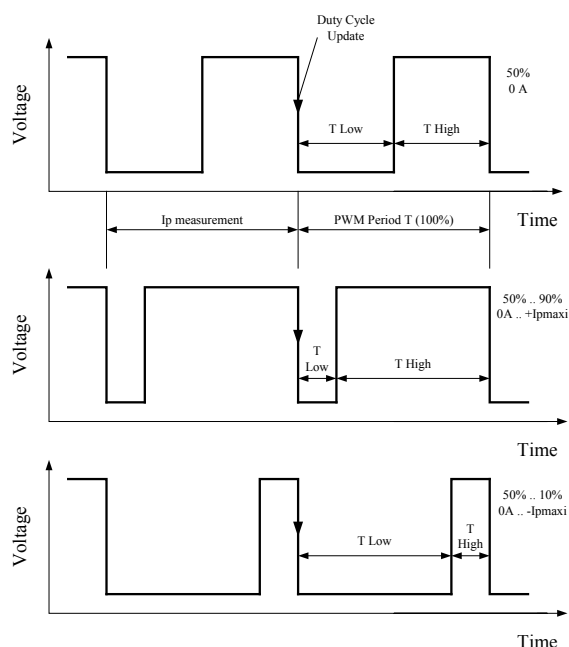 Duty Cycle
Update
Voltage
50%
0 A
T Low
T High
Time
Ip measurement
PWM Period T (100%)
Voltage
50% .. 90%
0A .. +Ipmaxi
T
Low
T High
Time
Voltage
50% .. 10%
0A .. -Ipmaxi
T Low
T
High
Time